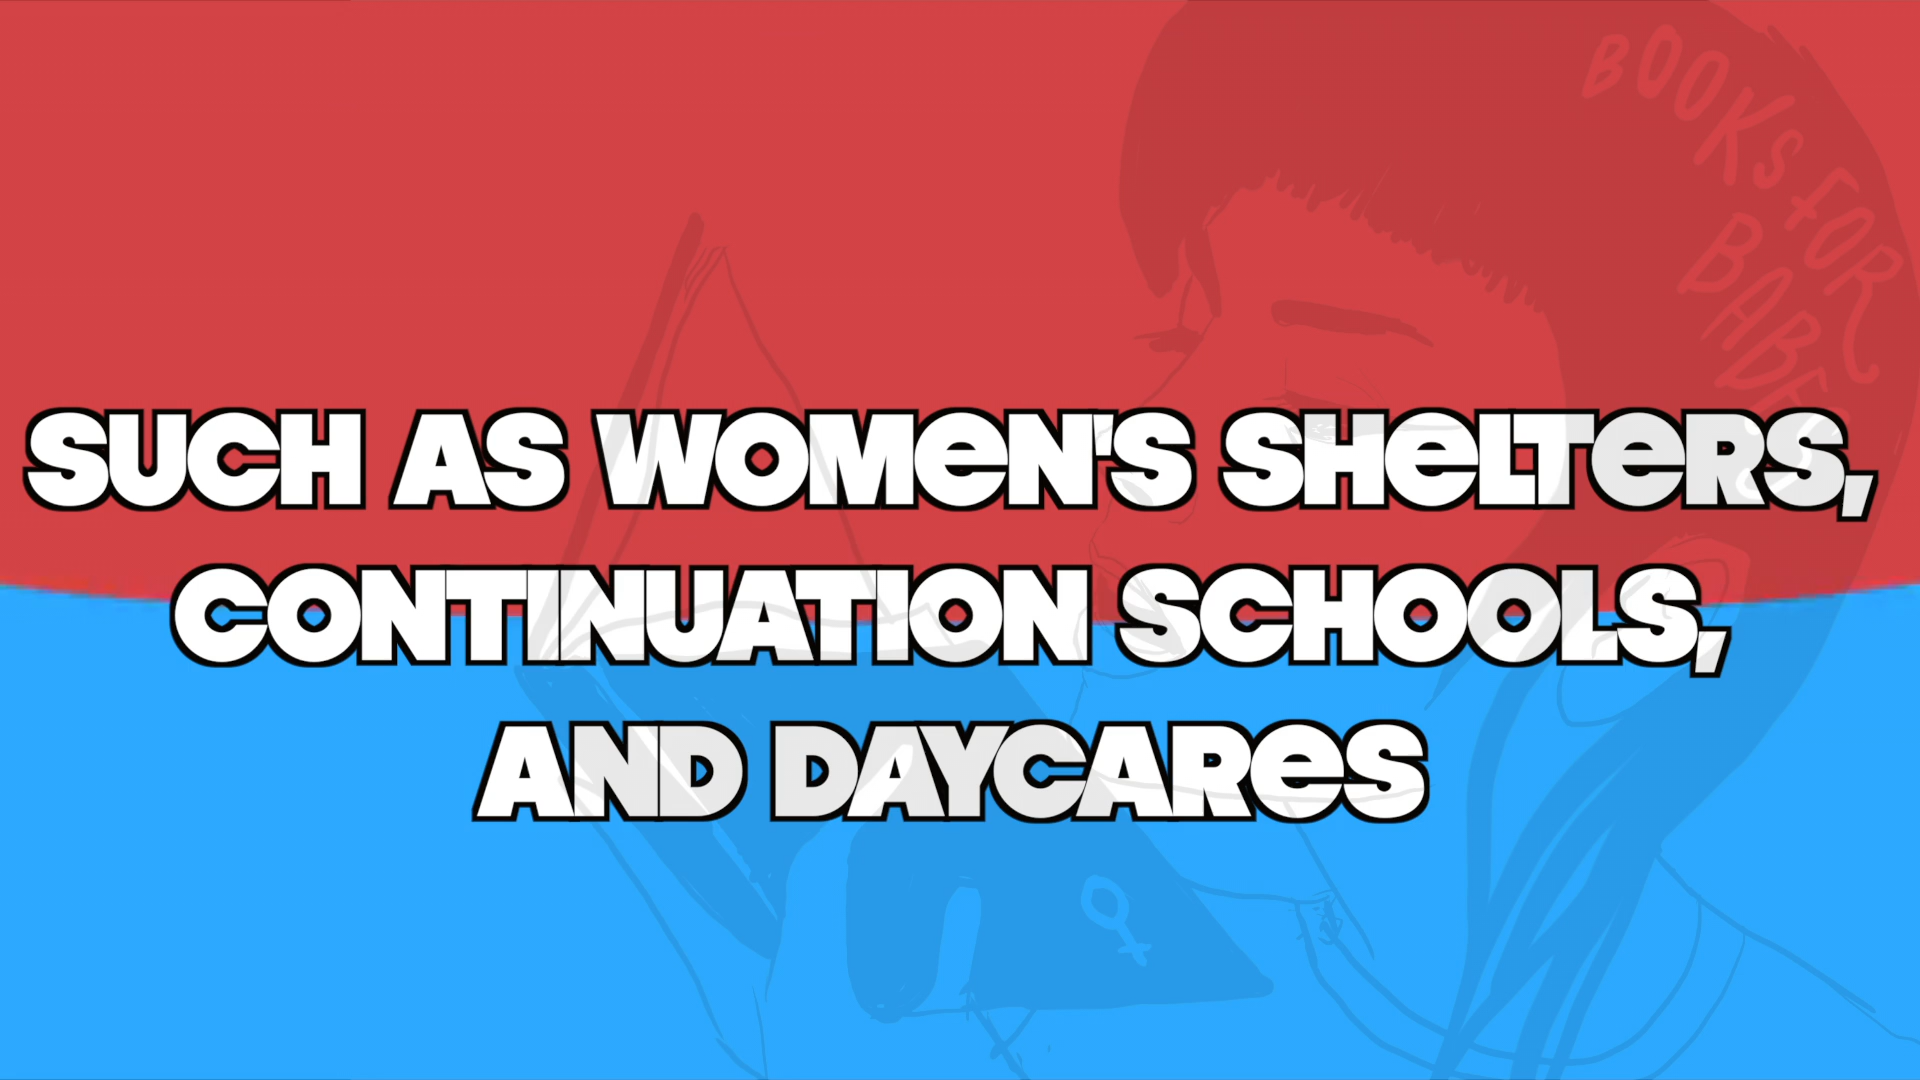 BOOKS FOR
BABES
SUCH AS WOMEN'S SHELTERS,
CONTINUATION SCHOOLS,
AND DAYCARES